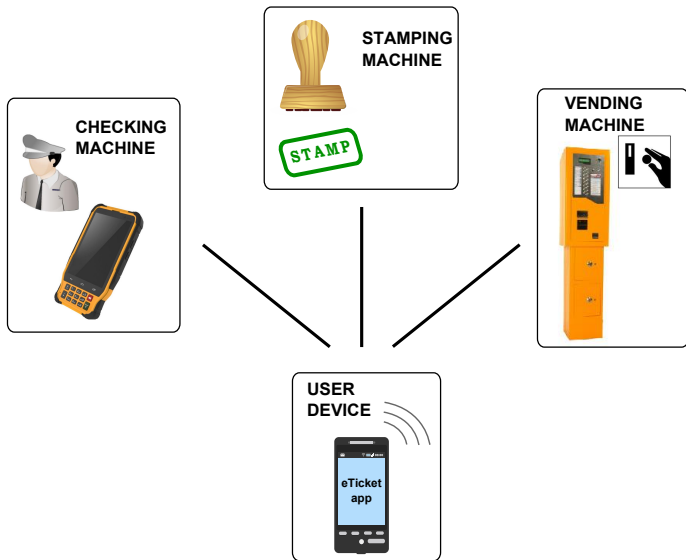 STAMPING
MACHINE
STAMP
CHECKING
MACHINE
VENDING
MACHINE
USER
DEVICE
eTicket
app